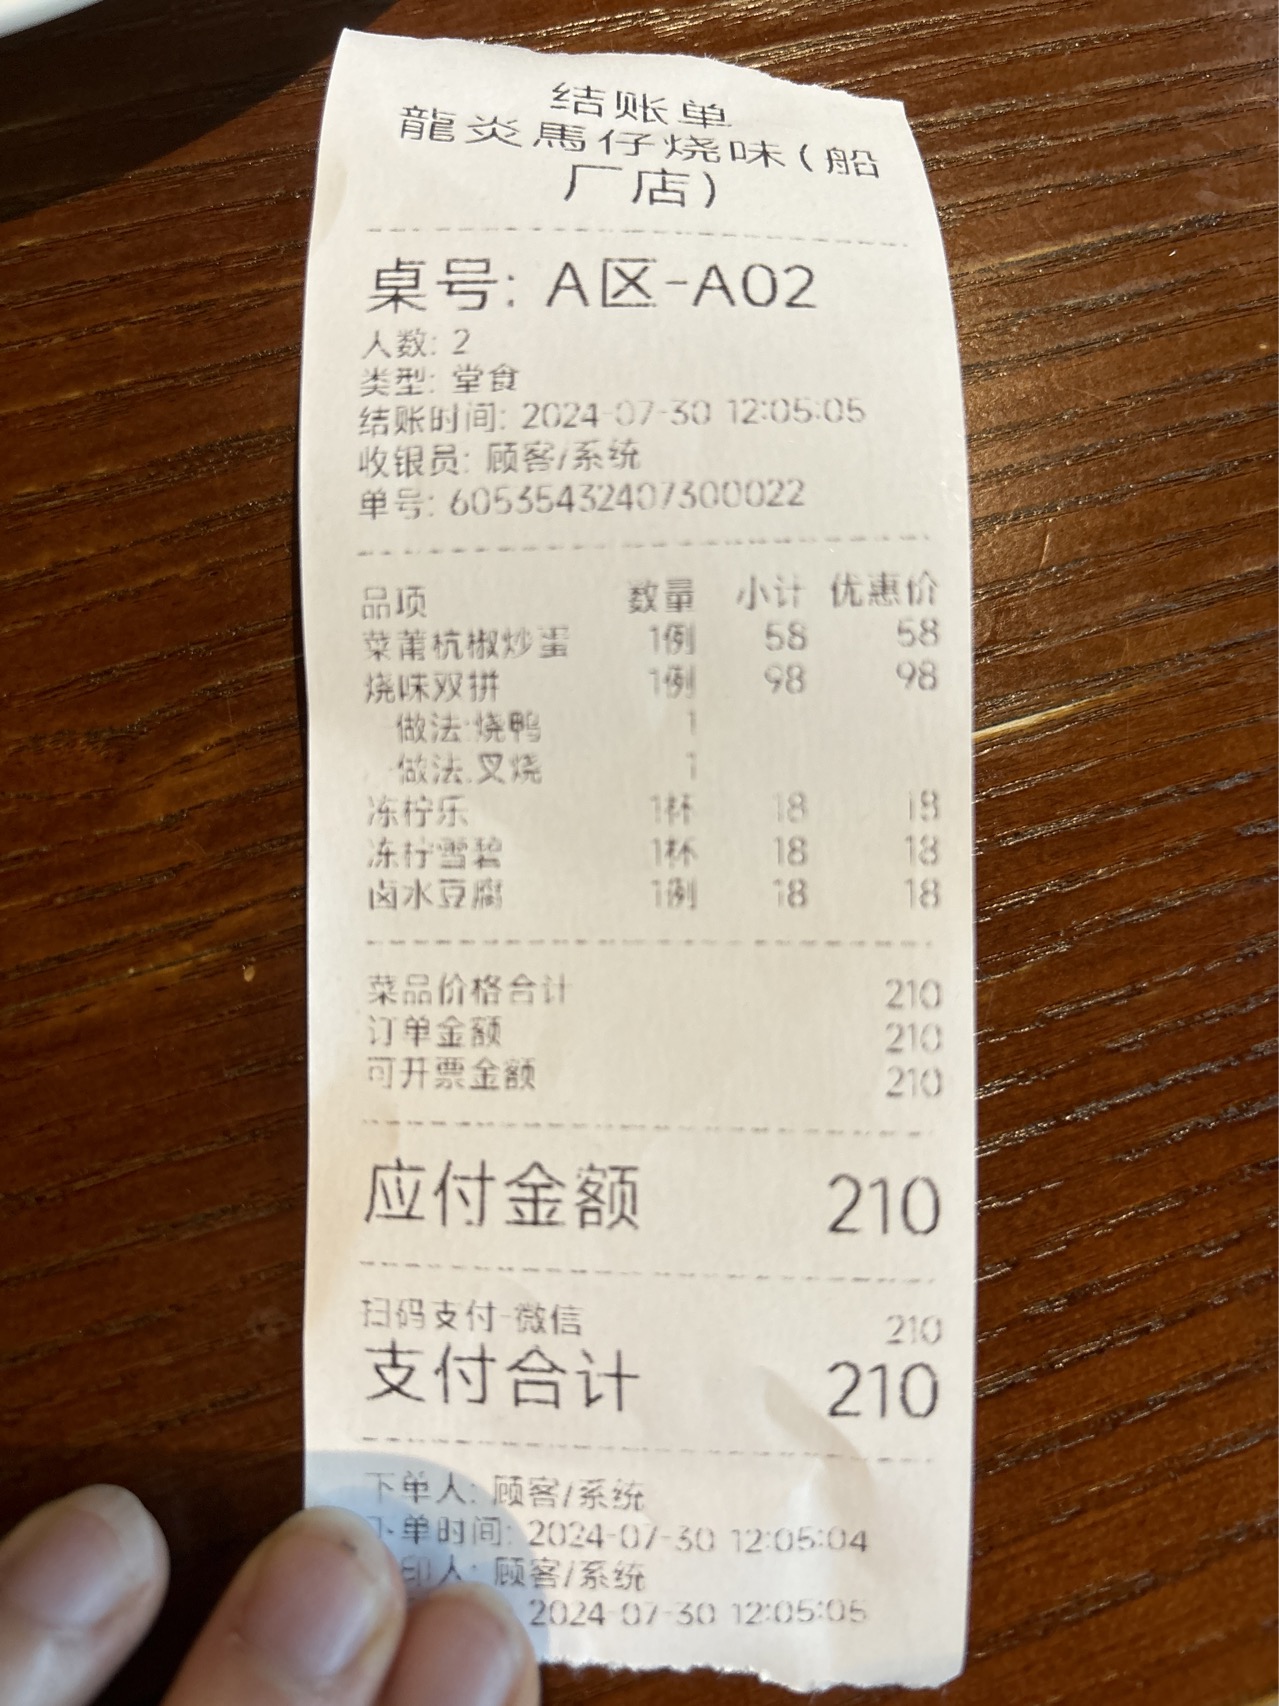 结账单
龍炎馬仔烧味(船
厂店)
桌号: A区-A02
人数: 2
类型: 堂食
结账时间: 2024-07-30 12:05:05
收银员: 顾客/系统
单号: 60535432407300022
品项 数量 小计 优惠价
菜莆杭椒炒蛋 1例 58 58
烧味双拼 1例 98 98
做法:烧鸭 1
做法:叉烧 1
冻柠乐 1杯 18 18
冻柠雪碧 1杯 18 18
卤水豆腐 1例 18 18
菜品价格合计 210
订单金额 210
可开票金额 210
应付金额 210
扫码支付-微信 210
支付合计 210
下单人: 顾客/系统
下单时间: 2024-07-30 12:05:04
印人: 顾客/系统
2024-07-30 12:05:05